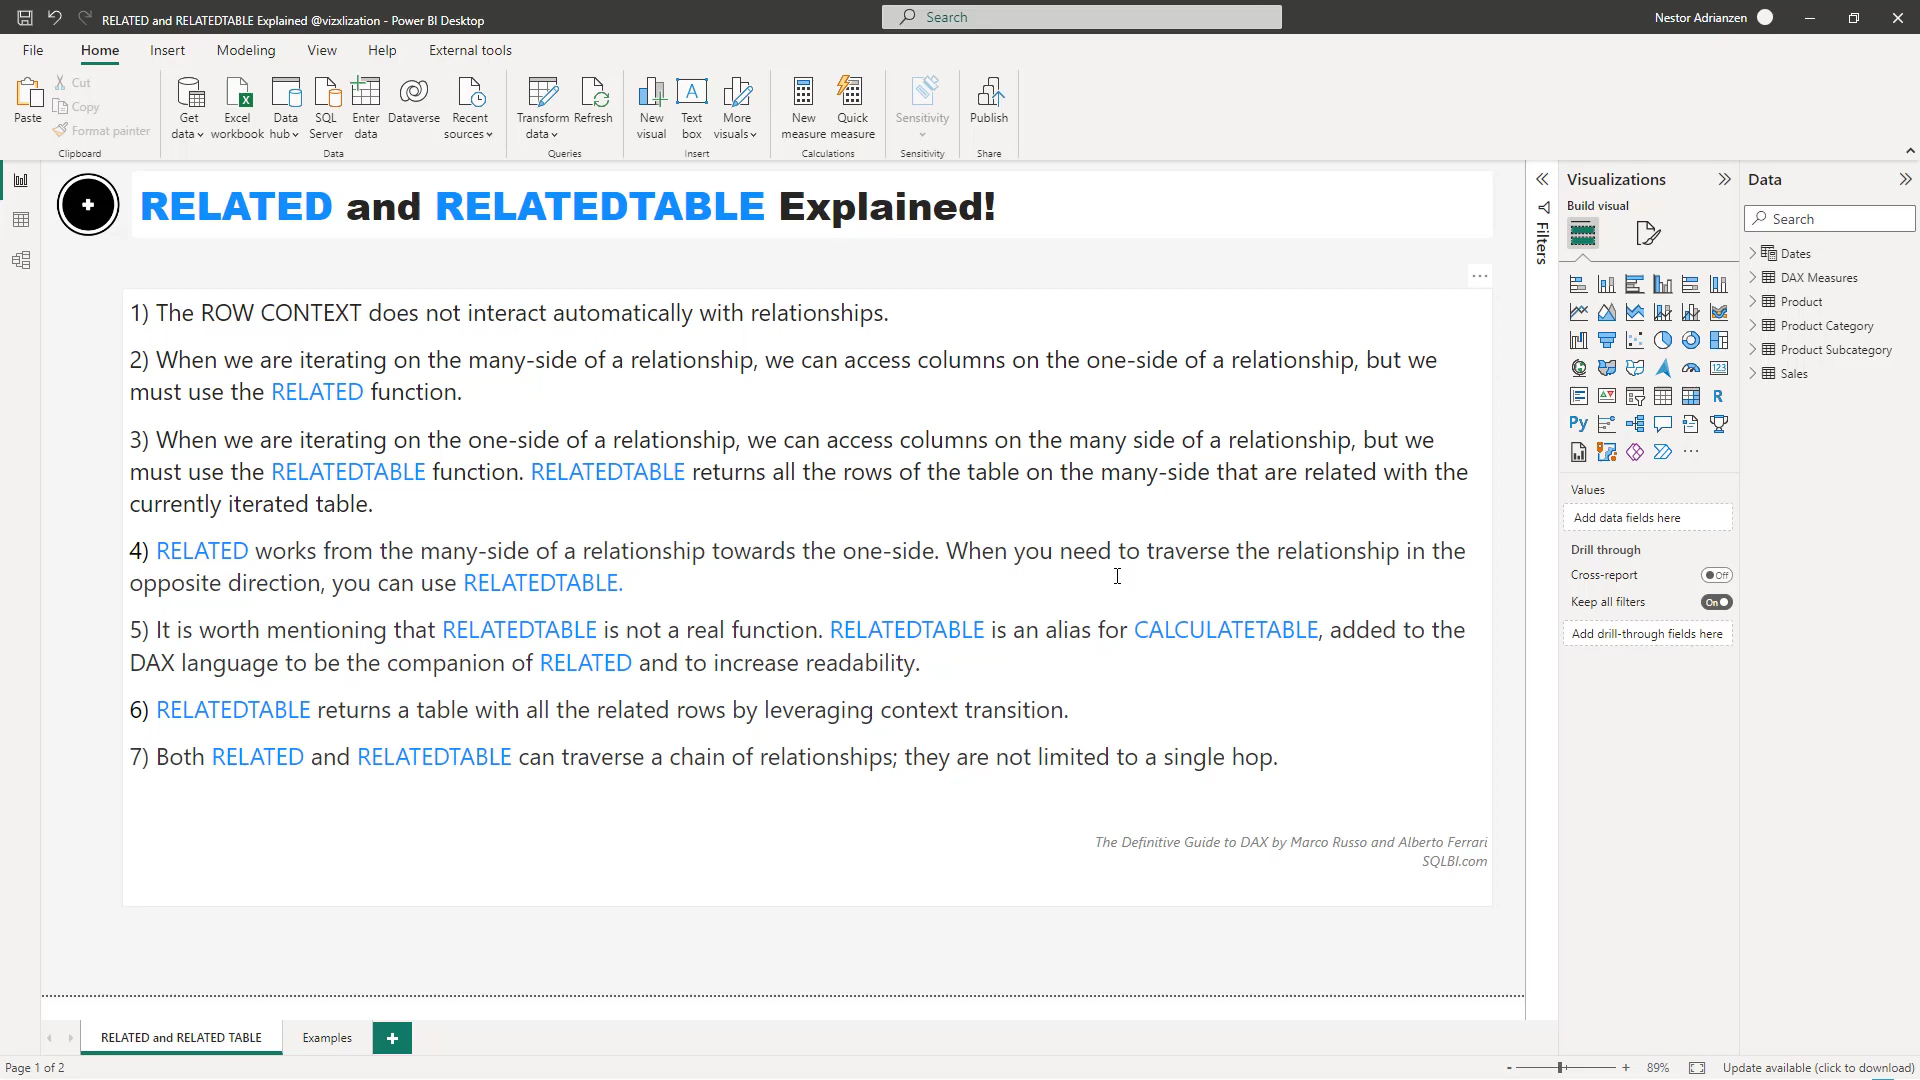 RELATED and RELATEDTABLE Explained @vizxlization - Power BI Desktop
Search
Nestor Adrianzen
File
Home
Insert
Modeling
View
Help
External tools
Paste
Cut
Copy
Format painter
Clipboard
Get data
Excel workbook
Data hub
SQL Server
Enter data
Dataverse
Recent sources
Data
Transform data
Refresh
Queries
New visual
Text box
More visuals
Insert
New measure
Quick measure
Calculations
Sensitivity
Sensitivity
Publish
Share
RELATED and RELATEDTABLE Explained!
1) The ROW CONTEXT does not interact automatically with relationships.
2) When we are iterating on the many-side of a relationship, we can access columns on the one-side of a relationship, but we
must use the RELATED function.
3) When we are iterating on the one-side of a relationship, we can access columns on the many side of a relationship, but we
must use the RELATEDTABLE function. RELATEDTABLE returns all the rows of the table on the many-side that are related with the
currently iterated table.
4) RELATED works from the many-side of a relationship towards the one-side. When you need to traverse the relationship in the
opposite direction, you can use RELATEDTABLE.
5) It is worth mentioning that RELATEDTABLE is not a real function. RELATEDTABLE is an alias for CALCULATETABLE, added to the
DAX language to be the companion of RELATED and to increase readability.
6) RELATEDTABLE returns a table with all the related rows by leveraging context transition.
7) Both RELATED and RELATEDTABLE can traverse a chain of relationships; they are not limited to a single hop.
The Definitive Guide to DAX by Marco Russo and Alberto Ferrari
SQLBI.com
Filters
Visualizations
Build visual
123
R
Py
Values
Add data fields here
Drill through
Cross-report
Off
Keep all filters
On
Add drill-through fields here
Data
Search
Dates
DAX Measures
Product
Product Category
Product Subcategory
Sales
RELATED and RELATED TABLE
Examples
Page 1 of 2
89%
Update available (click to download)